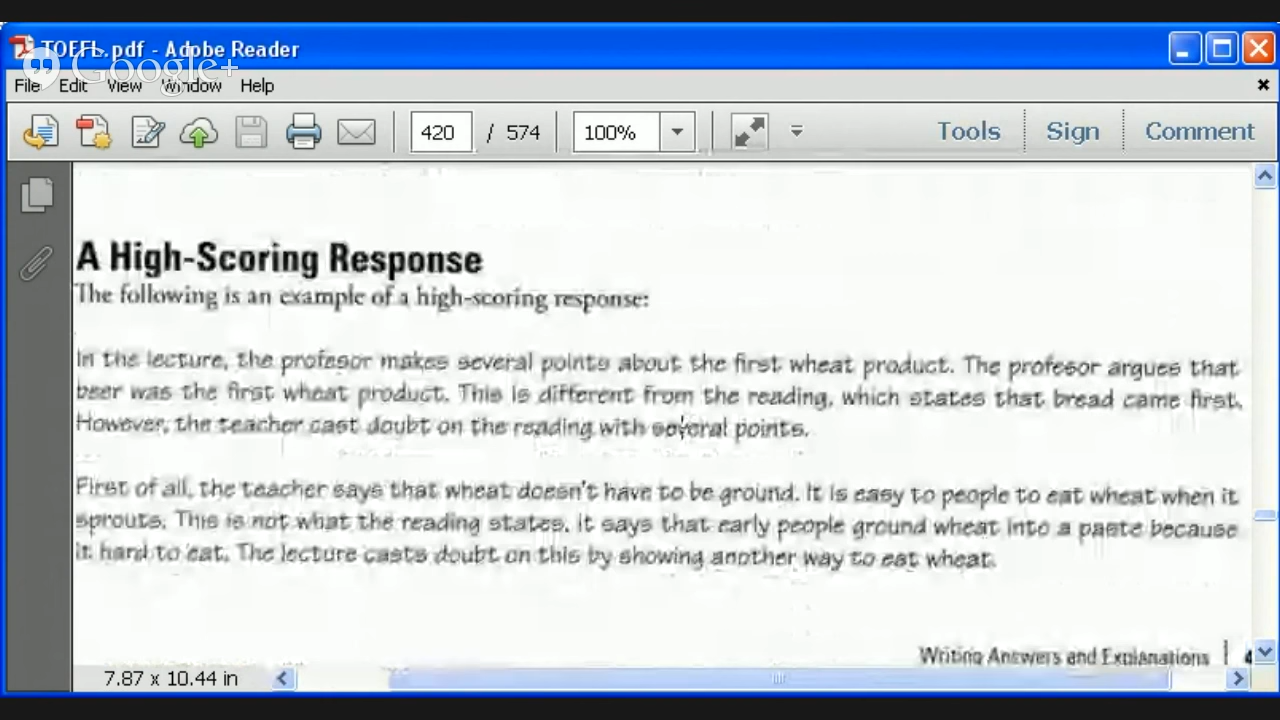 TOEFL.pdf - Adobe Reader
Google+
File Edit View Window Help
420 / 574 100% Tools Sign Comment
A High-Scoring Response
The following is an example of a high-scoring response:
In the lecture, the profesor makes several points about the first wheat product. The profesor argues that
beer was the first wheat product. This is different from the reading, which states that bread came first.
However, the teacher cast doubt on the reading with several points.
First of all, the teacher says that wheat doesn't have to be ground. It is easy to people to eat wheat when it
sprouts. This is not what the reading states. It says that early people ground wheat into a paste because
it hard to eat. The lecture casts doubt on this by showing another way to eat wheat.
Writing Answers and Explanations
7.87 x 10.44 in